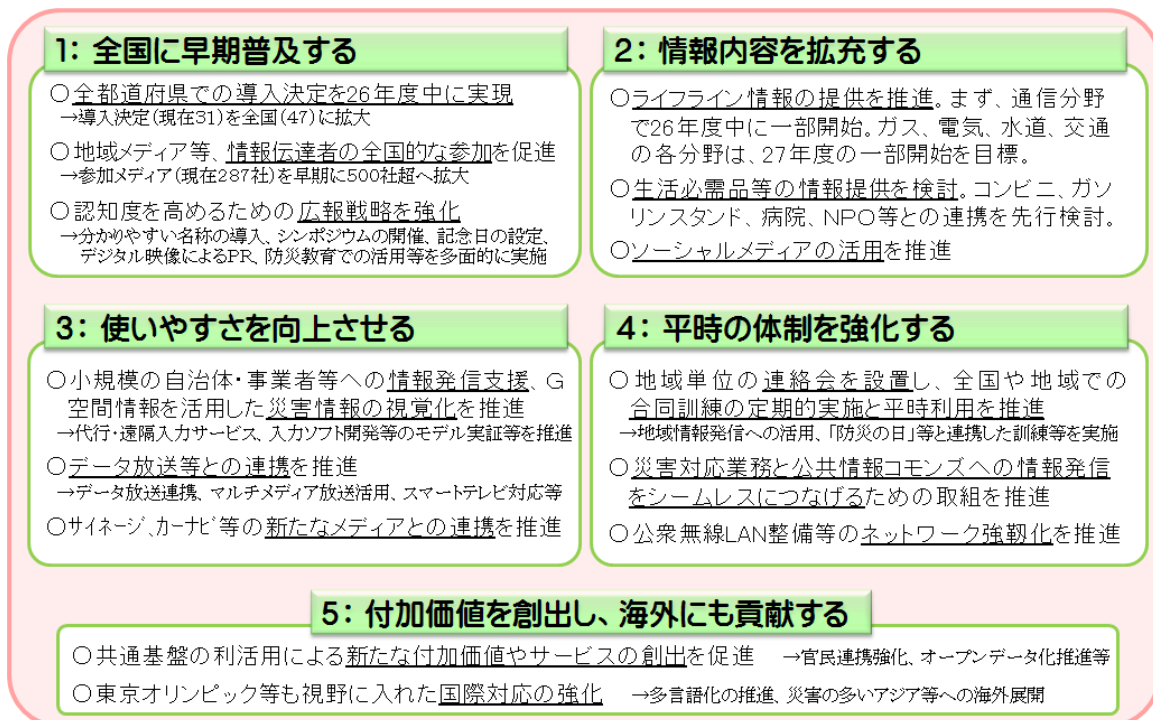 1: 全国に早期普及する
○全都道府県での導入決定を26年度中に実現
→導入決定(現在31)を全国(47)に拡大
○地域メディア等、情報伝達者の全国的な参加を促進
→参加メディア(現在287社)を早期に500社超へ拡大
○認知度を高めるための広報戦略を強化
→分かりやすい名称の導入、シンポジウムの開催、記念日の設定、
デジタル映像によるPR、防災教育での活用等を多面的に実施
2: 情報内容を拡充する
○ライフライン情報の提供を推進。まず、通信分野
で26年度中に一部開始。ガス、電気、水道、交通
の各分野は、27年度の一部開始を目標。
○生活必需品等の情報提供を検討。コンビニ、ガソ
リンスタンド、病院、NPO等との連携を先行検討。
○ソーシャルメディアの活用を推進
3: 使いやすさを向上させる
○小規模の自治体・事業者等への情報発信支援、G
空間情報を活用した災害情報の視覚化を推進
→代行・遠隔入力サービス、入力ソフト開発等のモデル実証等を推進
○データ放送等との連携を推進
→データ放送連携、マルチメディア放送活用、スマートテレビ対応等
○サイネージ、カーナビ等の新たなメディアとの連携を推進
4: 平時の体制を強化する
○地域単位の連絡会を設置し、全国や地域での
合同訓練の定期的実施と平時利用を推進
→地域情報発信への活用、「防災の日」等と連携した訓練等を実施
○災害対応業務と公共情報コモンズへの情報発信
をシームレスにつなげるための取組を推進
○公衆無線LAN整備等のネットワーク強靱化を推進
5: 付加価値を創出し、海外にも貢献する
○共通基盤の利活用による新たな付加価値やサービスの創出を促進 →官民連携強化、オープンデータ化推進等
○東京オリンピック等も視野に入れた国際対応の強化 →多言語化の推進、災害の多いアジア等への海外展開